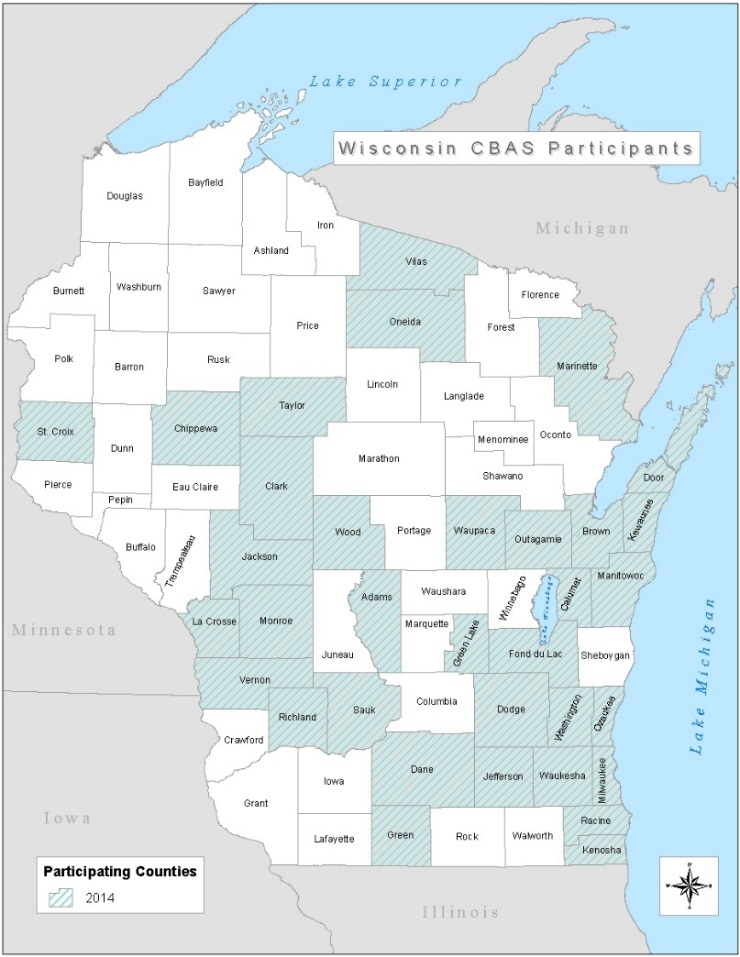 Lake Superior
Wisconsin CBAS Participants
Bayfield
Douglas
Iron
Michigan
Ashland
Vilas
Burnett
Washburn
Sawyer
Florence
Price
Oneida
Forest
Polk
Barron
Rusk
Marinette
Lincoln
Langlade
Taylor
St. Croix
Chippewa
Menominee
Oconto
Dunn
Marathon
Shawano
Door
Pierce
Eau Claire
Clark
Pepin
Kewaunee
Wood
Portage
Waupaca
Outagamie
Brown
Buffalo
Trempealeau
Jackson
Manitowoc
Adams
Waushara
Winnebago
Lake Winnebago
Calumet
La Crosse
Monroe
Marquette
Green Lake
Minnesota
Juneau
Fond du Lac
Sheboygan
Lake Michigan
Vernon
Richland
Sauk
Columbia
Dodge
Washington
Ozaukee
Crawford
Dane
Jefferson
Waukesha
Milwaukee
Iowa
Grant
Iowa
Racine
Lafayette
Green
Rock
Walworth
Kenosha
Participating Counties
2014
Illinois
N
W
E
S